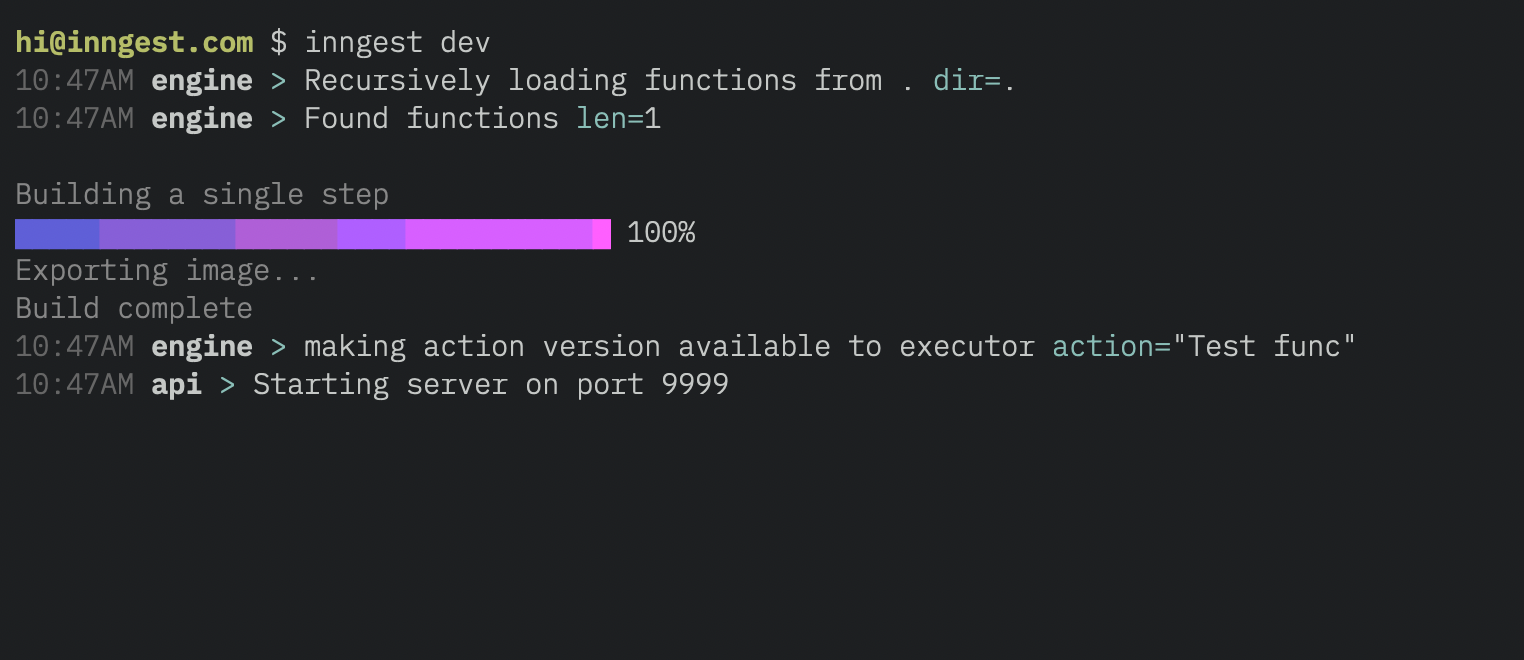 hi@inngest.com $ inngest dev
10:47AM engine > Recursively loading functions from . dir=.
10:47AM engine > Found functions len=1
Building a single step
100%
Exporting image...
Build complete
10:47AM engine > making action version available to executor action="Test func"
10:47AM api > Starting server on port 9999